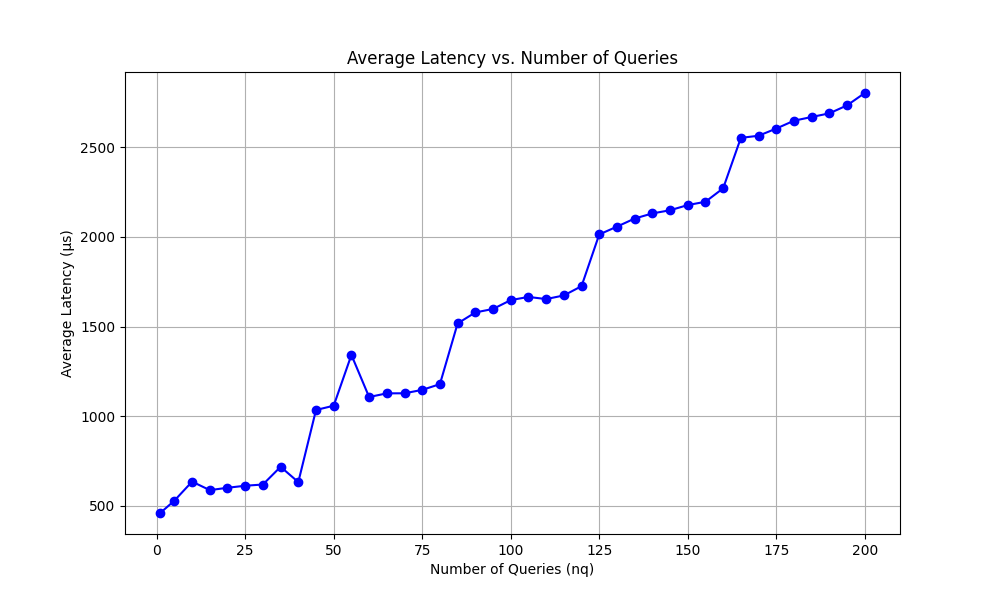 Average Latency vs. Number of Queries
Average Latency (µs)
2500
2000
1500
1000
500
0 25 50 75 100 125 150 175 200
Number of Queries (nq)